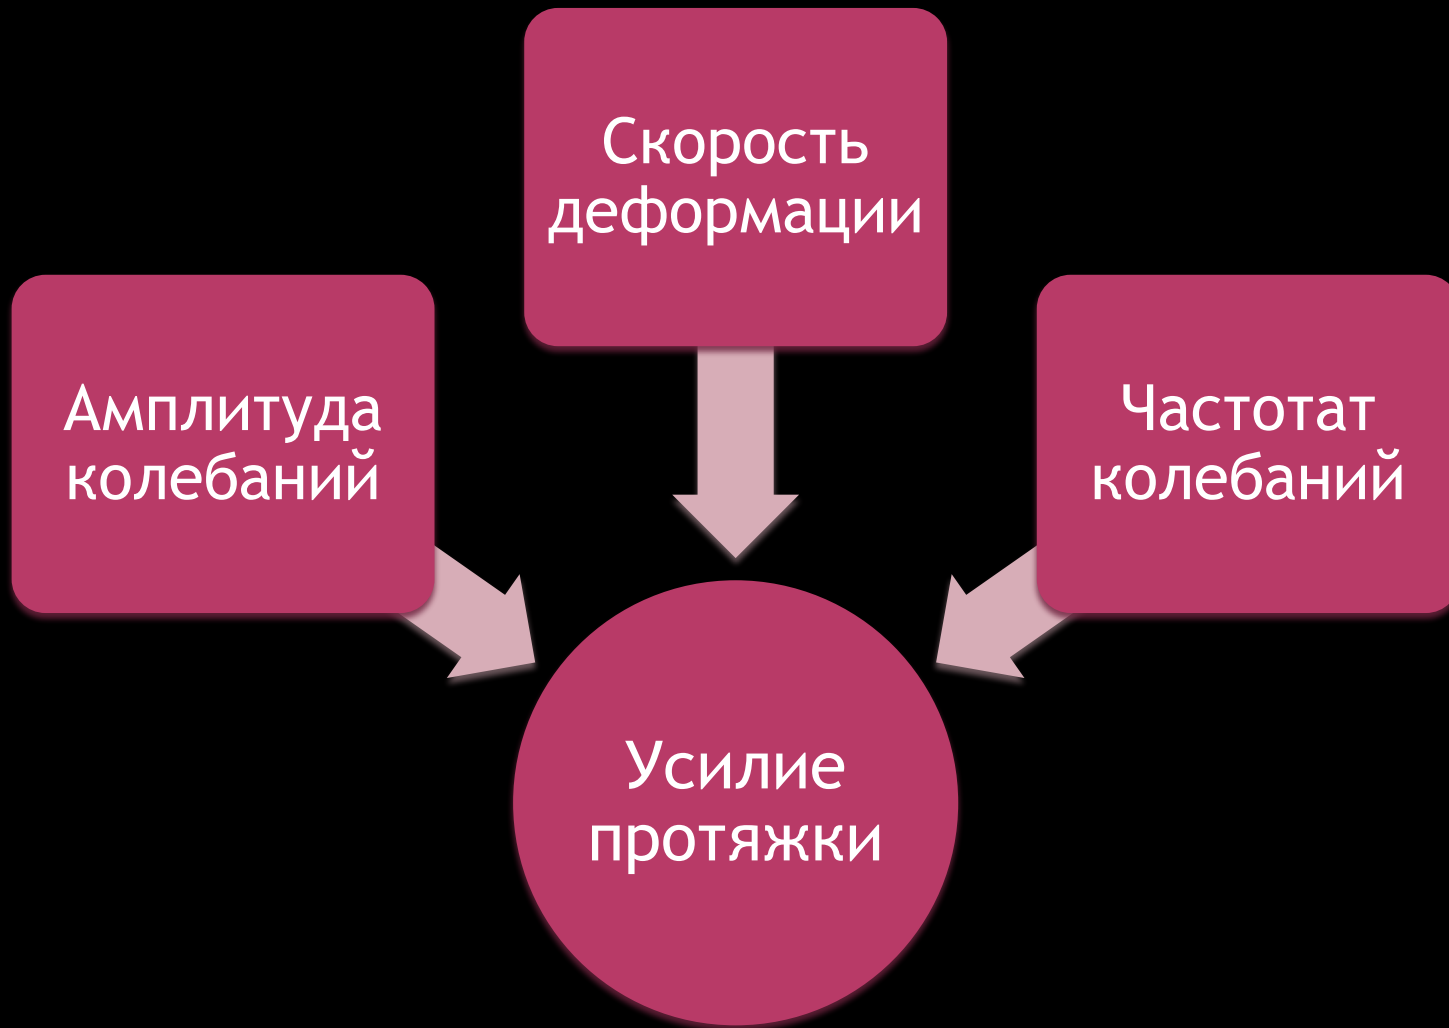 Скорость
деформации
Амплитуда
колебаний
Частотат
колебаний
Усилие
протяжки